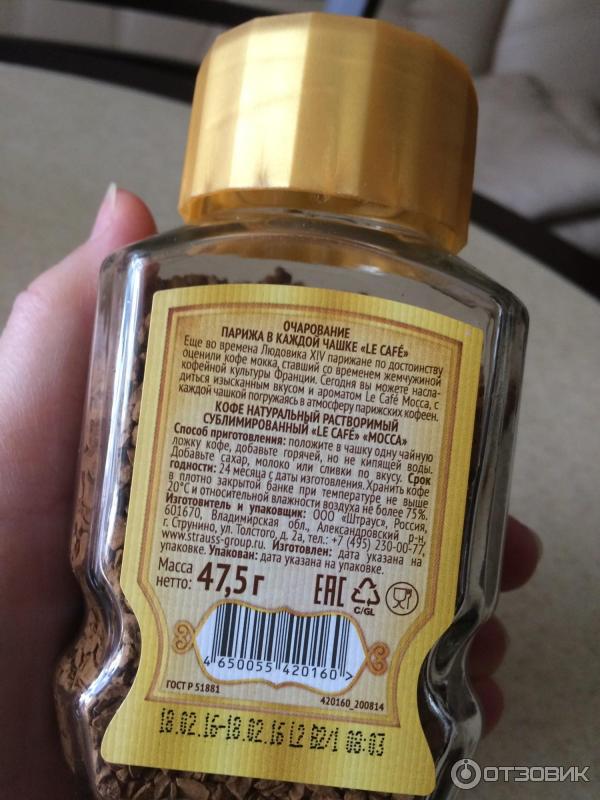 ОЧАРОВАНИЕ
ПАРИЖА В КАЖДОЙ ЧАШКЕ «LE CAFÉ»
Еще во времена Людовика XIV парижане по достоинству
оценили кофе мокка, ставший со временем жемчужиной
кофейной культуры Франции. Сегодня вы можете насла-
диться изысканным вкусом и ароматом Le Café Мосса, с
каждой чашкой погружаясь в атмосферу парижских кофеен.
КОФЕ НАТУРАЛЬНЫЙ РАСТВОРИМЫЙ
СУБЛИМИРОВАННЫЙ «LE CAFÉ» «МОССА»
Способ приготовления: положите в чашку одну чайную
ложку кофе, добавьте горячей, но не кипящей воды.
Добавьте сахар, молоко или сливки по вкусу. Срок
годности: 24 месяца с даты изготовления. Хранить кофе
в плотно закрытой банке при температуре не выше
20°С и относительной влажности воздуха не более 75%.
Изготовитель и упаковщик: ООО «Штраус», Россия,
601670, Владимирская обл., Александровский р-н,
г. Струнино, ул. Толстого, д. 2а, тел.: +7 (495) 230-00-77,
www.strauss-group.ru. Изготовлен: дата указана на
упаковке. Упакован: дата указана на упаковке.
Масса
нетто: 47,5 г
EAC
C/GL
4 650055 420160 >
ГОСТ Р 51881
420160_200814
18.02.16-18.02.16 L2 B2/1 08:03
ОТЗОВИК